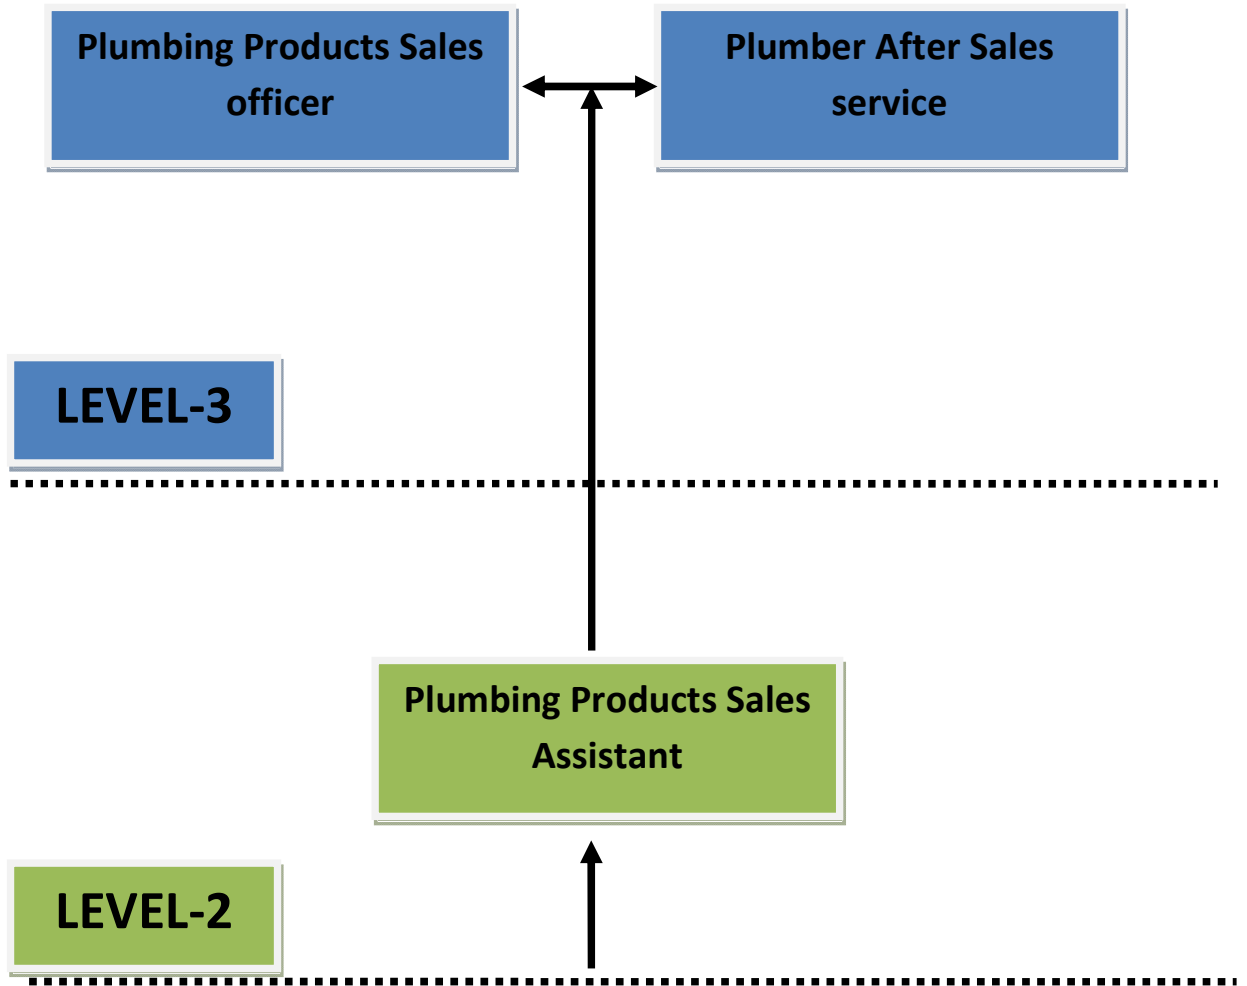 Plumbing Products Sales
officer
Plumber After Sales
service
LEVEL-3
Plumbing Products Sales
Assistant
LEVEL-2